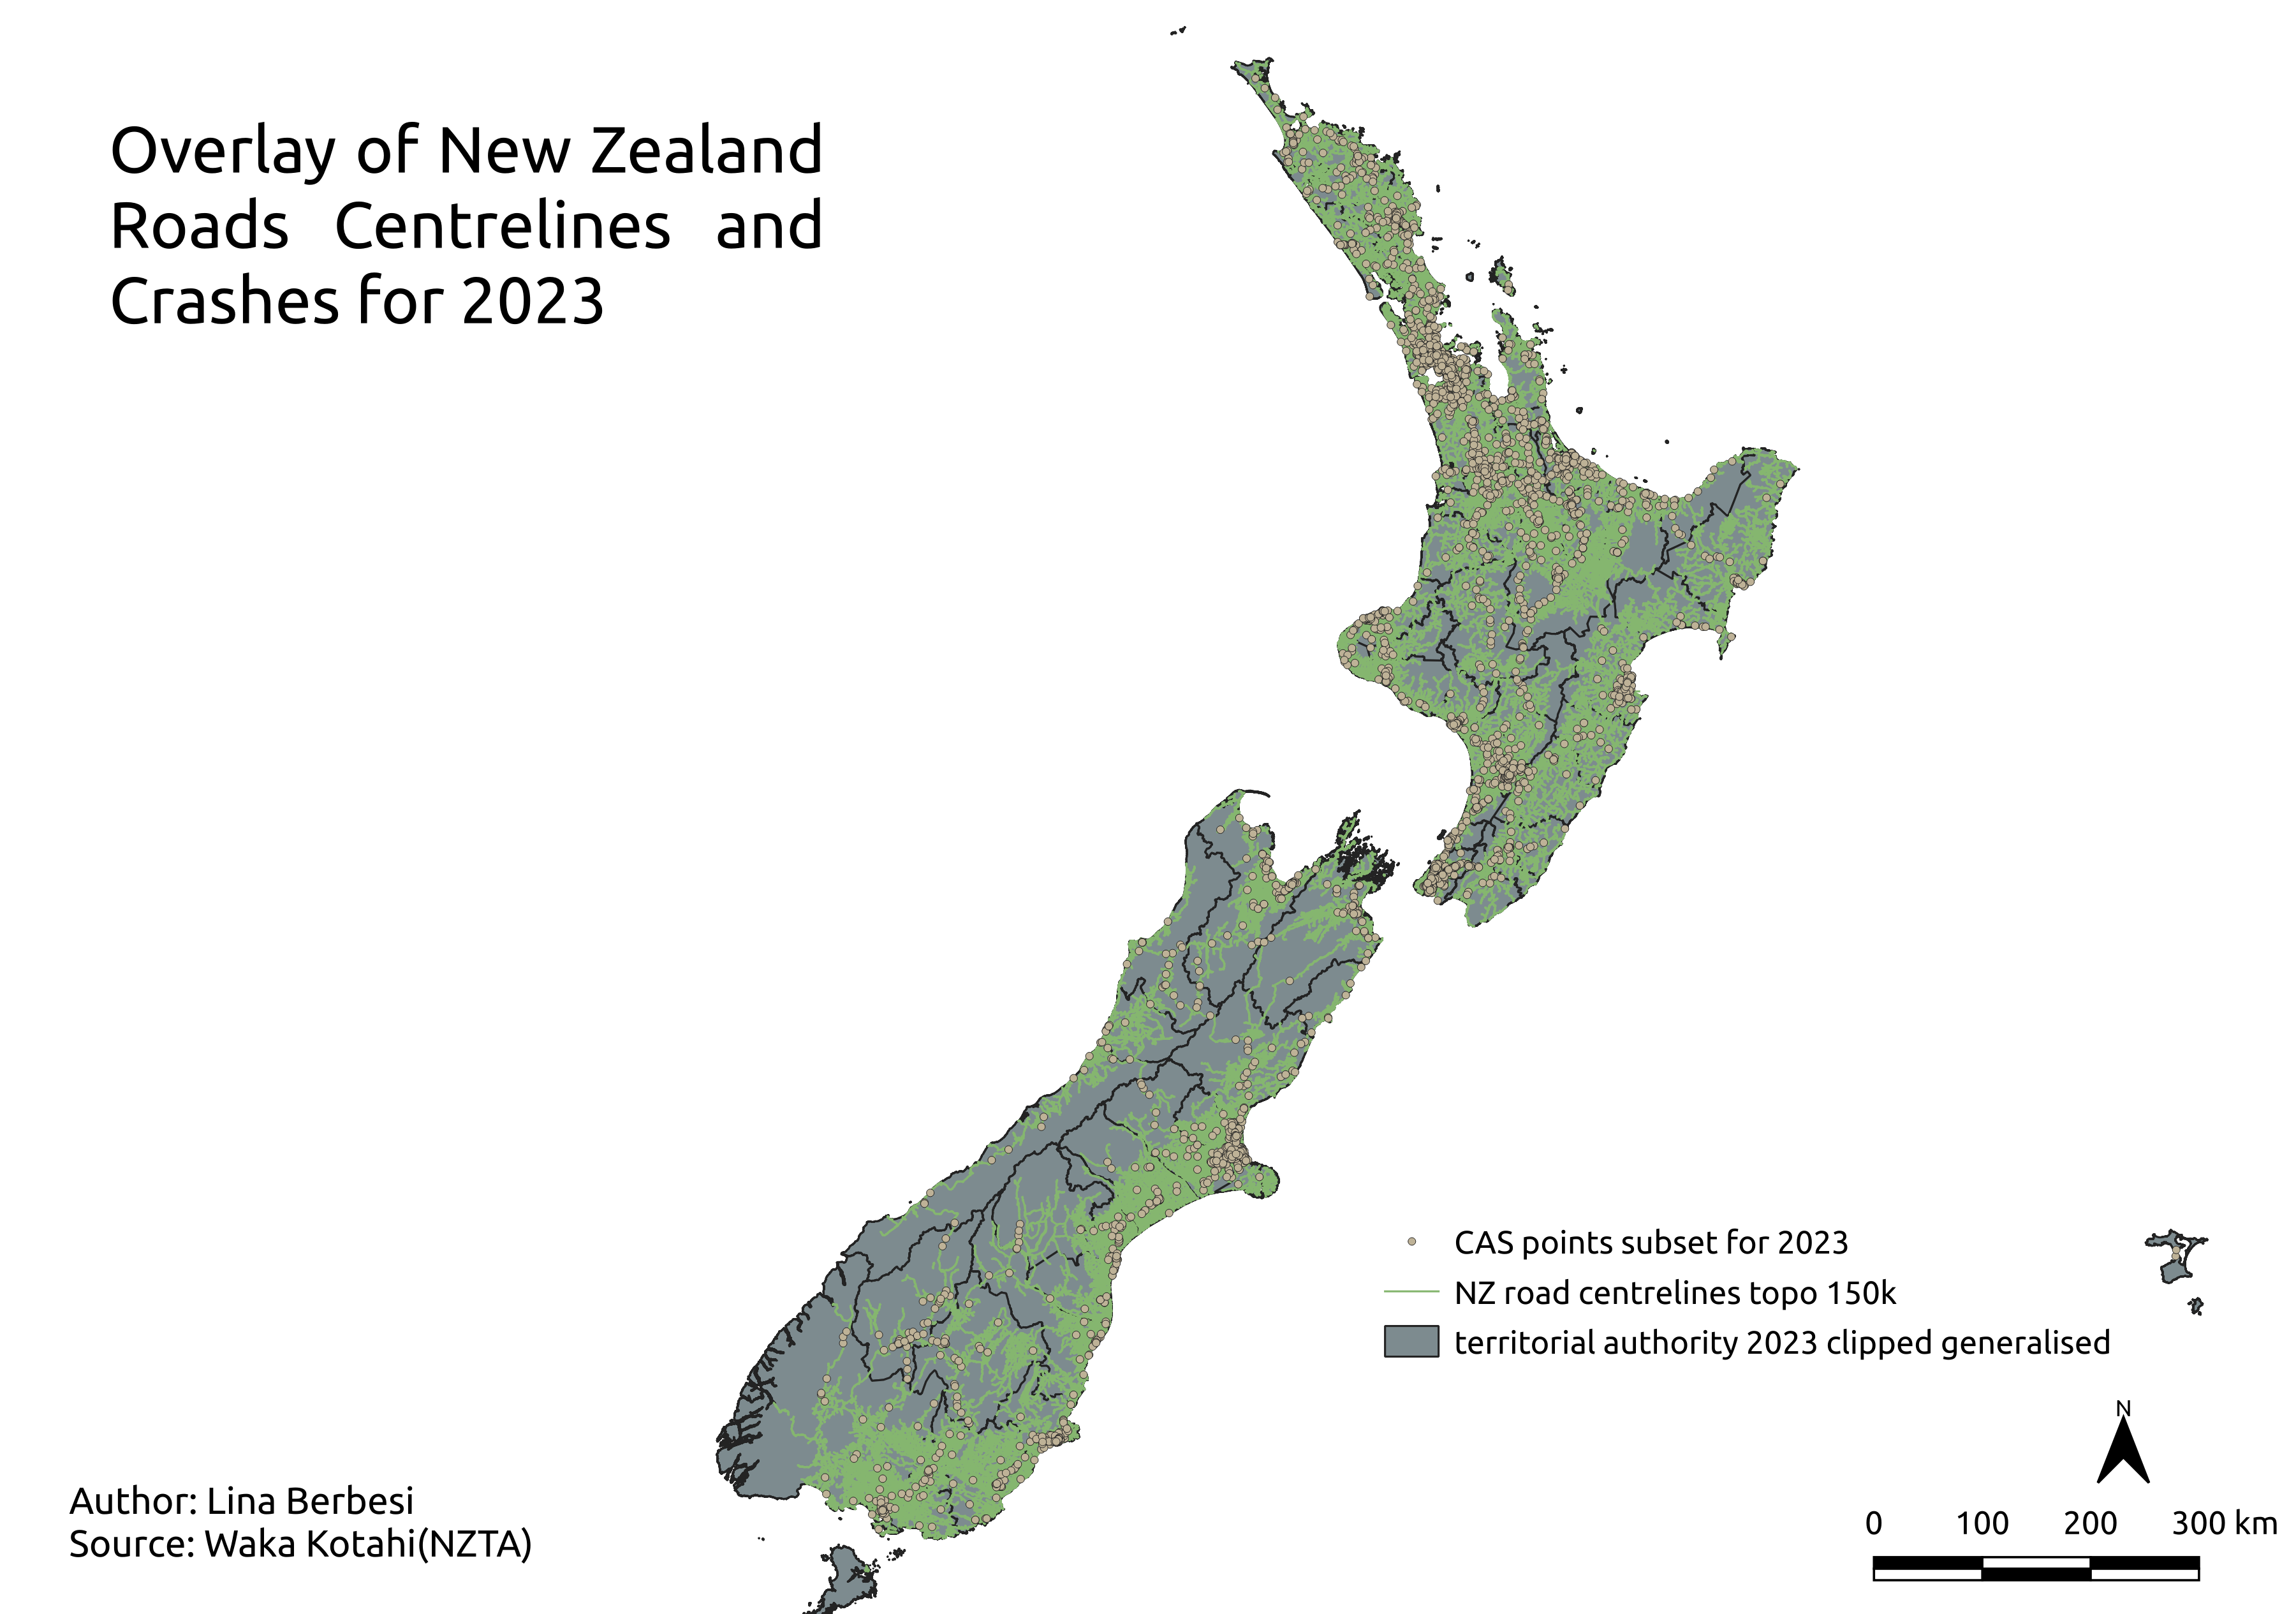 Overlay of New Zealand
Roads Centrelines and
Crashes for 2023
CAS points subset for 2023
NZ road centrelines topo 150k
territorial authority 2023 clipped generalised
N
Author: Lina Berbesi
Source: Waka Kotahi(NZTA)
0 100 200 300 km